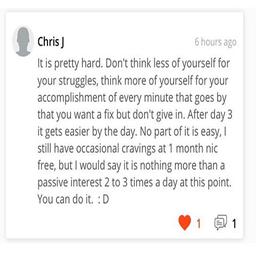 Chris J
6 hours ago
It is pretty hard. Don't think less of yourself for
your struggles, think more of yourself for your
accomplishment of every minute that goes by
that you want a fix but don't give in. After day 3
it gets easier by the day. No part of it is easy, I
still have occasional cravings at 1 month nic
free, but I would say it is nothing more than a
passive interest 2 to 3 times a day at this point.
You can do it.  : D
1
1